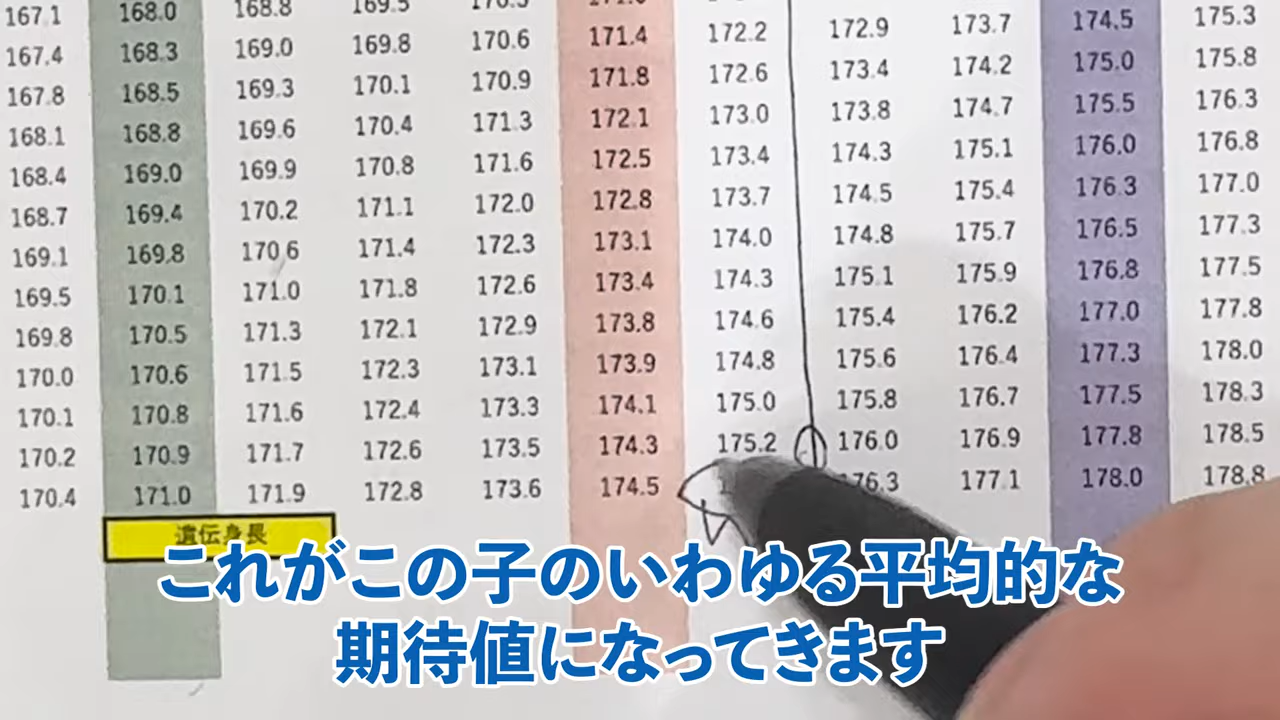 167.1 168.0 168.8 169.5 170.3
167.4 168.3 169.0 169.8 170.6 171.4 172.2 172.9 173.7 174.5 175.3
167.8 168.5 169.3 170.1 170.9 171.8 172.6 173.4 174.2 175.0 175.8
168.1 168.8 169.6 170.4 171.3 172.1 173.0 173.8 174.7 175.5 176.3
168.4 169.0 169.9 170.8 171.6 172.5 173.4 174.3 175.1 176.0 176.8
168.7 169.4 170.2 171.1 172.0 172.8 173.7 174.5 175.4 176.3 177.0
169.1 169.8 170.6 171.4 172.3 173.1 174.0 174.8 175.7 176.5 177.3
169.5 170.1 171.0 171.8 172.6 173.4 174.3 175.1 175.9 176.8 177.5
169.8 170.5 171.3 172.1 172.9 173.8 174.6 175.4 176.2 177.0 177.8
170.0 170.6 171.5 172.3 173.1 173.9 174.8 175.6 176.4 177.3 178.0
170.1 170.8 171.6 172.4 173.3 174.1 175.0 175.8 176.7 177.5 178.3
170.2 170.9 171.7 172.6 173.5 174.3 175.2 176.0 176.9 177.8 178.5
170.4 171.0 171.9 172.8 173.6 174.5 177.1 178.0 178.8
遺伝身長
これがこの子のいわゆる平均的な
期待値になってきます